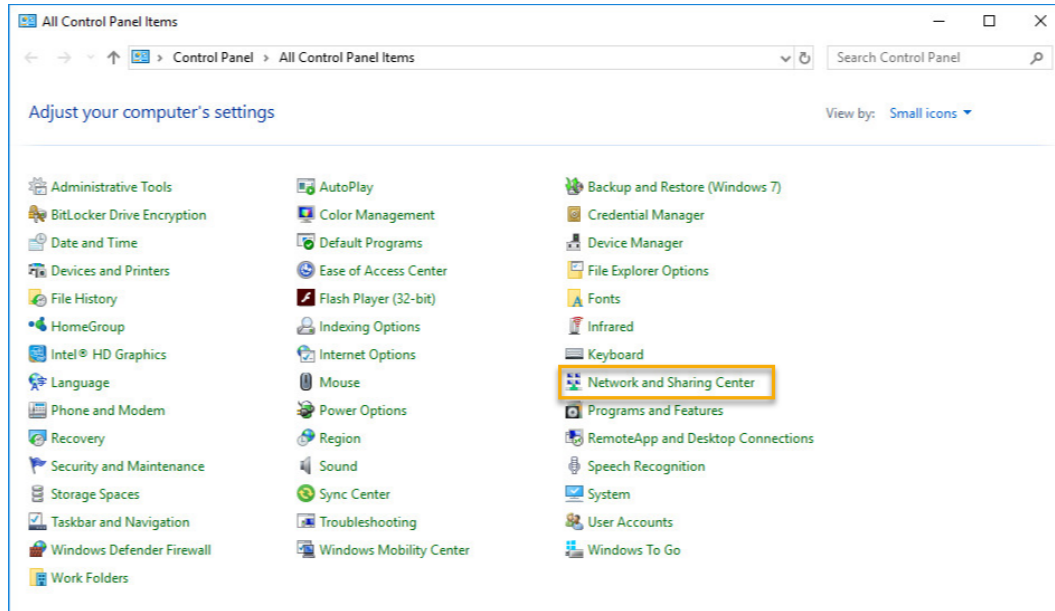 All Control Panel Items
Control Panel > All Control Panel Items
Search Control Panel
Adjust your computer's settings
View by: Small icons
Administrative Tools AutoPlay Backup and Restore (Windows 7)
BitLocker Drive Encryption Color Management Credential Manager
Date and Time Default Programs Device Manager
Devices and Printers Ease of Access Center File Explorer Options
File History Flash Player (32-bit) Fonts
HomeGroup Indexing Options Infrared
Intel® HD Graphics Internet Options Keyboard
Language Mouse Network and Sharing Center
Phone and Modem Power Options Programs and Features
Recovery Region RemoteApp and Desktop Connections
Security and Maintenance Sound Speech Recognition
Storage Spaces Sync Center System
Taskbar and Navigation Troubleshooting User Accounts
Windows Defender Firewall Windows Mobility Center Windows To Go
Work Folders